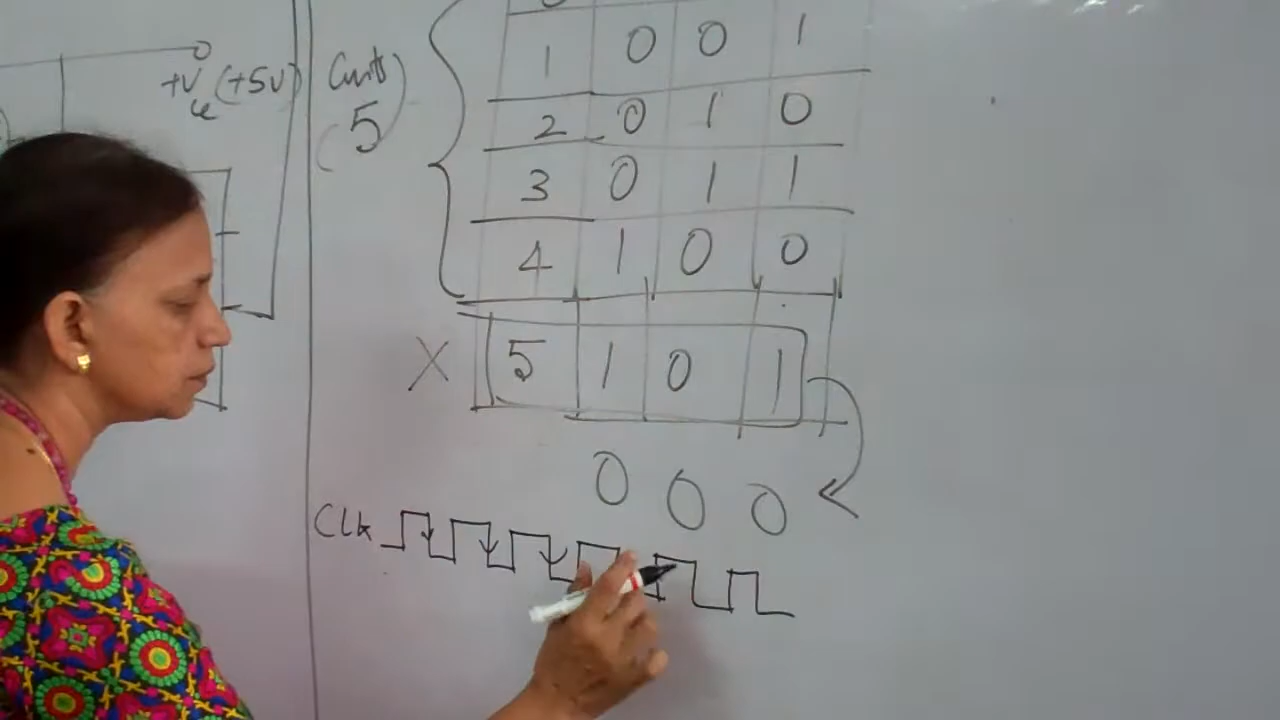 1 0 0 1
+Vcc (+5V)
Cnt
(5)
2 0 1 0
3 0 1 1
4 1 0 0
X 5 1 0 1
0 0 0
Clk